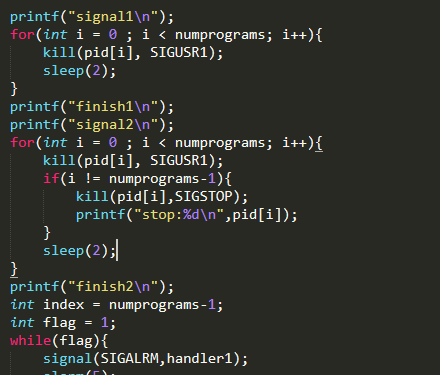 printf("signal1\n");
for(int i = 0 ; i < numprograms; i++){
    kill(pid[i], SIGUSR1);
    sleep(2);
}
printf("finish1\n");
printf("signal2\n");
for(int i = 0 ; i < numprograms; i++){
    kill(pid[i], SIGUSR1);
    if(i != numprograms-1){
        kill(pid[i],SIGSTOP);
        printf("stop:%d\n",pid[i]);
    }
    sleep(2);
}
printf("finish2\n");
int index = numprograms-1;
int flag = 1;
while(flag){
    signal(SIGALRM,handler1);